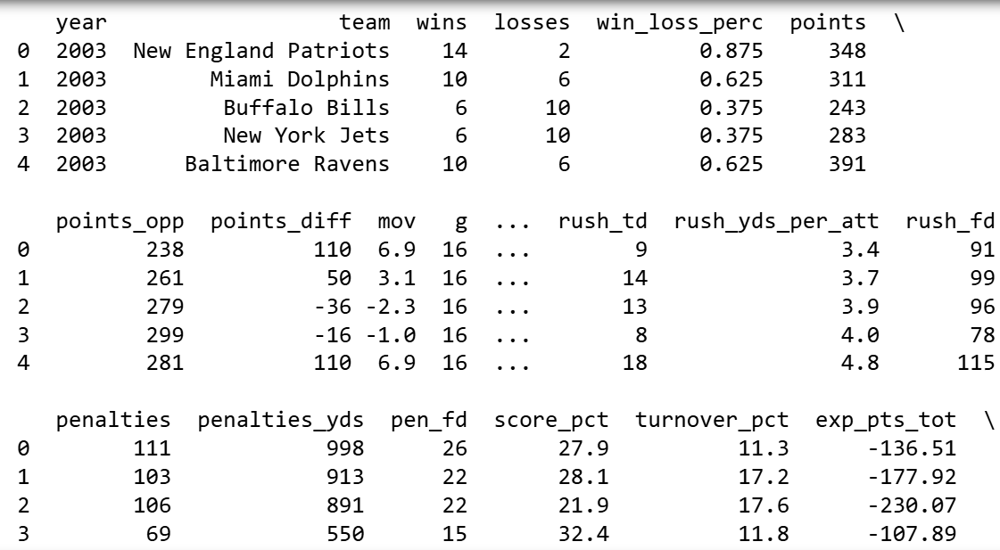 year team wins losses win_loss_perc points \
0 2003 New England Patriots 14 2 0.875 348
1 2003 Miami Dolphins 10 6 0.625 311
2 2003 Buffalo Bills 6 10 0.375 243
3 2003 New York Jets 6 10 0.375 283
4 2003 Baltimore Ravens 10 6 0.625 391
points_opp points_diff mov g ... rush_td rush_yds_per_att rush_fd
0 238 110 6.9 16 ... 9 3.4 91
1 261 50 3.1 16 ... 14 3.7 99
2 279 -36 -2.3 16 ... 13 3.9 96
3 299 -16 -1.0 16 ... 8 4.0 78
4 281 110 6.9 16 ... 18 4.8 115
penalties penalties_yds pen_fd score_pct turnover_pct exp_pts_tot \
0 111 998 26 27.9 11.3 -136.51
1 103 913 22 28.1 17.2 -177.92
2 106 891 22 21.9 17.6 -230.07
3 69 550 15 32.4 11.8 -107.89